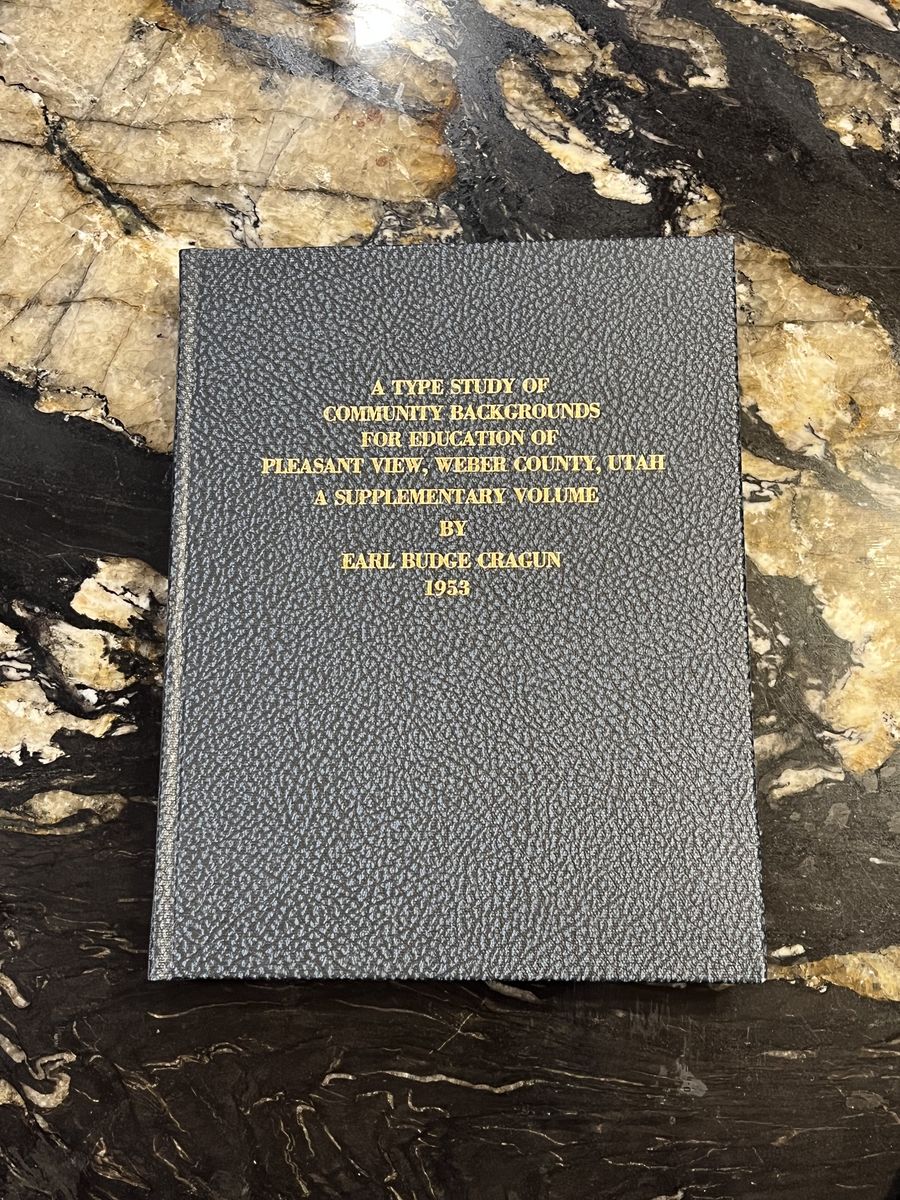 A TYPE STUDY OF
COMMUNITY BACKGROUNDS
FOR EDUCATION OF
PLEASANT VIEW, WEBER COUNTY, UTAH
A SUPPLEMENTARY VOLUME
BY
EARL BUDGE CRAGUN
1953